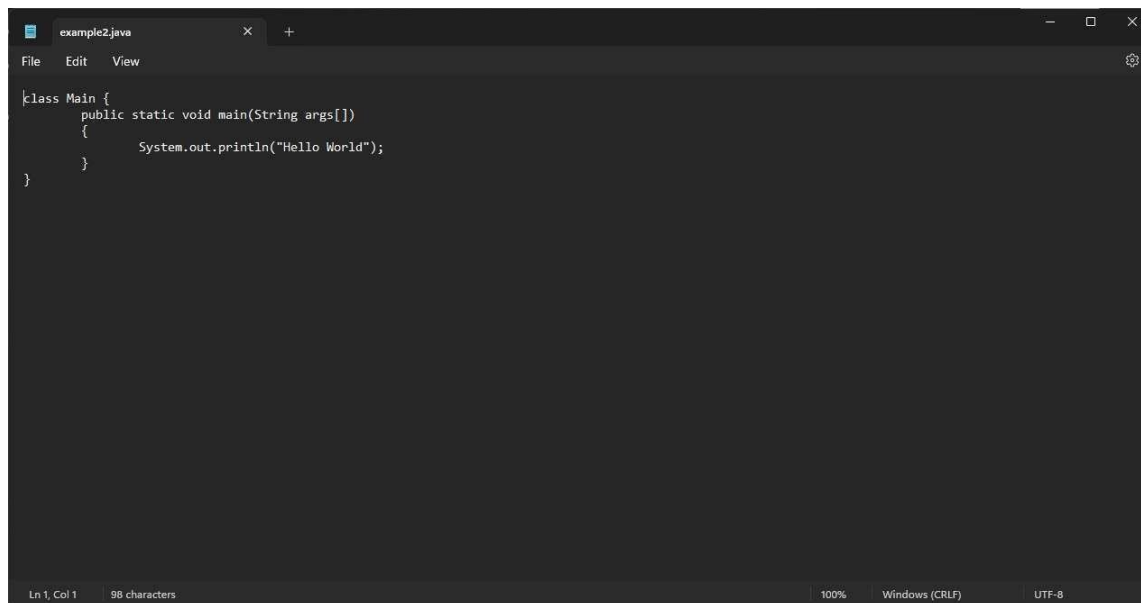 example2.java
File Edit View
class Main {
        public static void main(String args[])
        {
                System.out.println("Hello World");
        }
}
Ln 1, Col 1 98 characters 100% Windows (CRLF) UTF-8